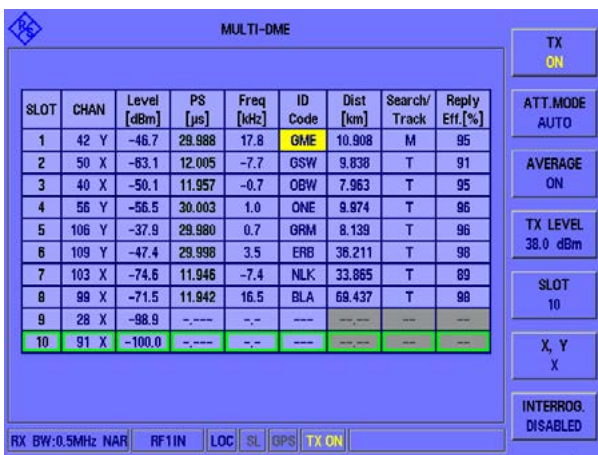 R&S
MULTI-DME
SLOT CHAN Level [dBm] PS [µs] Freq [kHz] ID Code Dist [km] Search/ Track Reply Eff.[%]
1 42 Y -46.7 29.988 17.8 GME 10.908 M 95
2 50 X -63.1 12.005 -7.7 GSW 9.838 T 91
3 40 X -50.1 11.957 -0.7 OBW 7.963 T 95
4 56 Y -56.5 30.003 1.0 ONE 9.974 T 96
5 106 Y -37.9 29.980 0.7 GRM 8.139 T 96
6 109 Y -47.4 29.998 3.5 ERB 36.211 T 98
7 103 X -74.6 11.946 -7.4 NLK 33.865 T 89
8 99 X -71.5 11.942 16.5 BLA 69.437 T 98
9 28 X -98.9 -.--- -.- --- --.-- -- --
10 91 X -100.0 -.--- -.- --- --.-- -- --
TX
ON
ATT.MODE
AUTO
AVERAGE
ON
TX LEVEL
38.0 dBm
SLOT
10
X, Y
X
INTERROG.
DISABLED
RX BW:0.5MHz NAR RF1IN LOC SL GPS TX ON